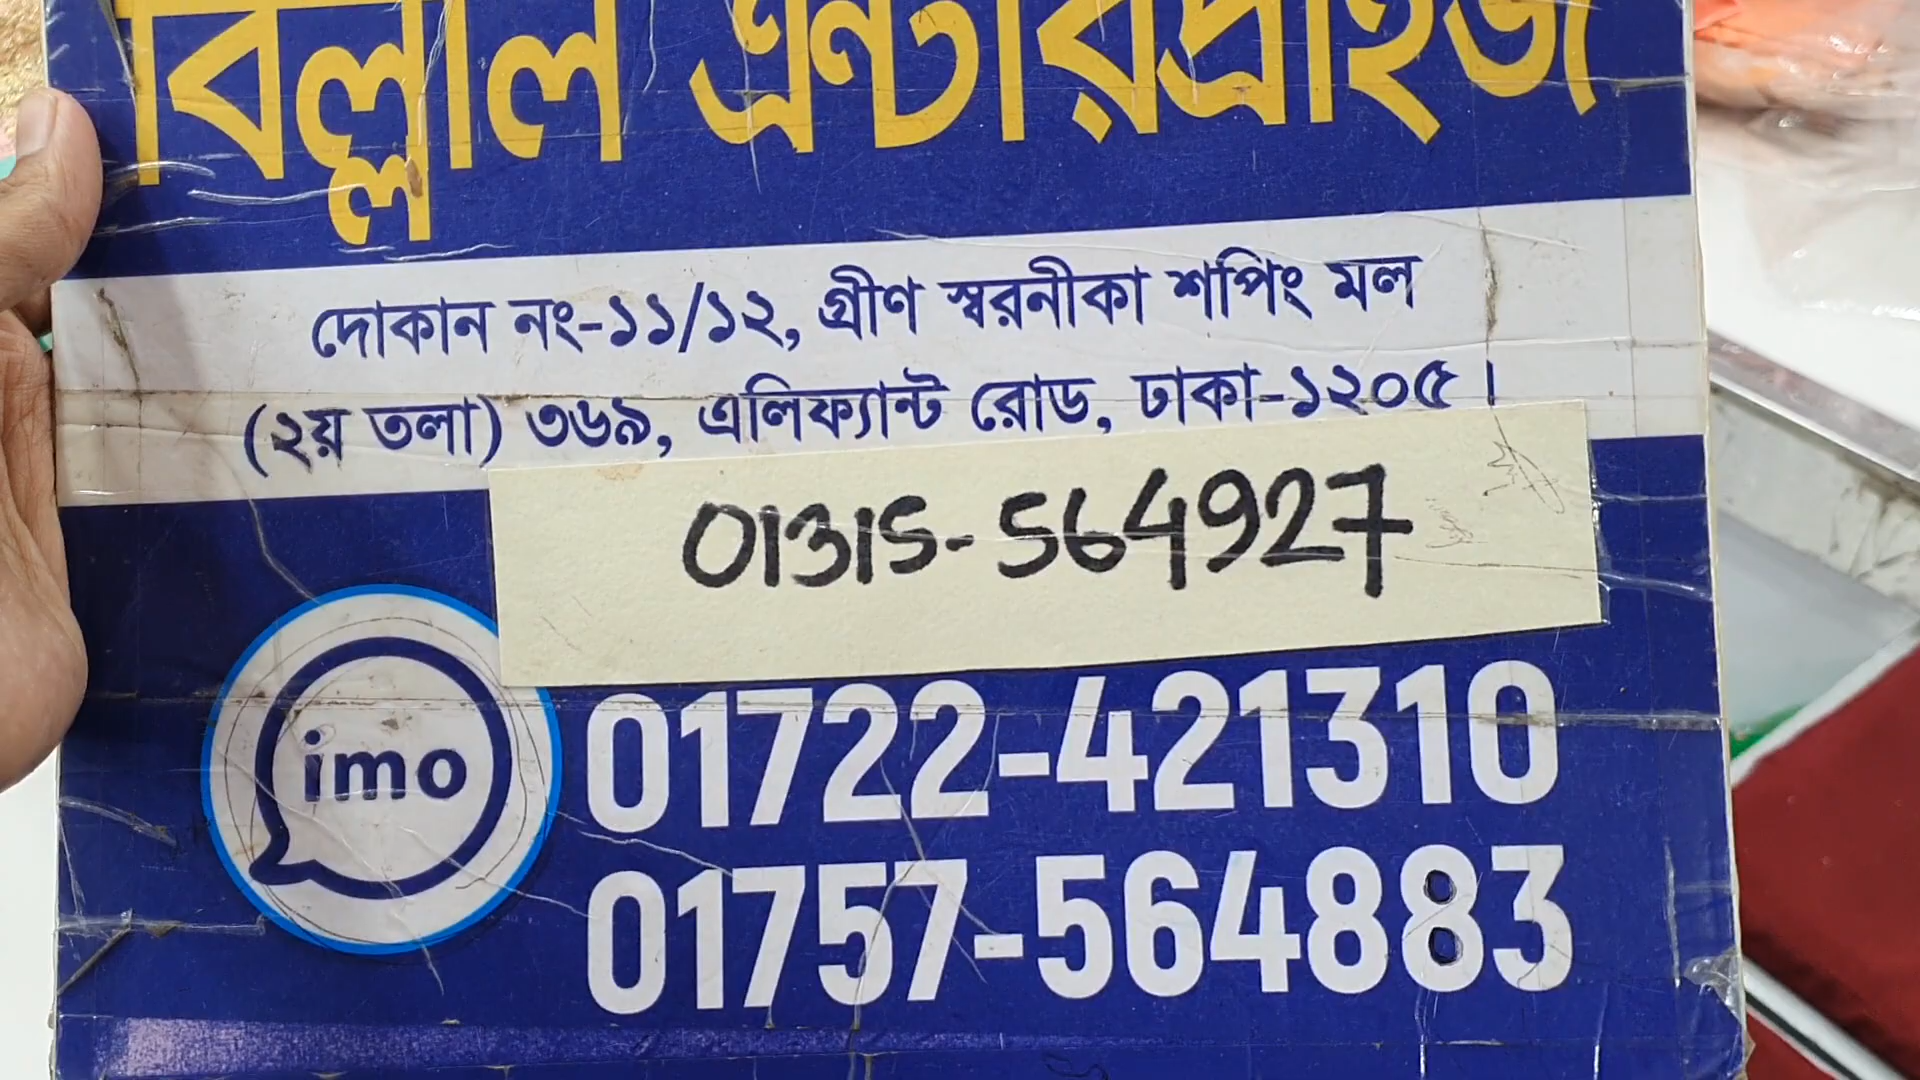 বিল্লাল এন্টারপ্রাইজ
দোকান নং-১১/১২, গ্রীণ স্বরনীকা শপিং মল
(২য় তলা) ৩৬৯, এলিফ্যান্ট রোড, ঢাকা-১২০৫।
01315-564927
imo
01722-421310
01757-564883